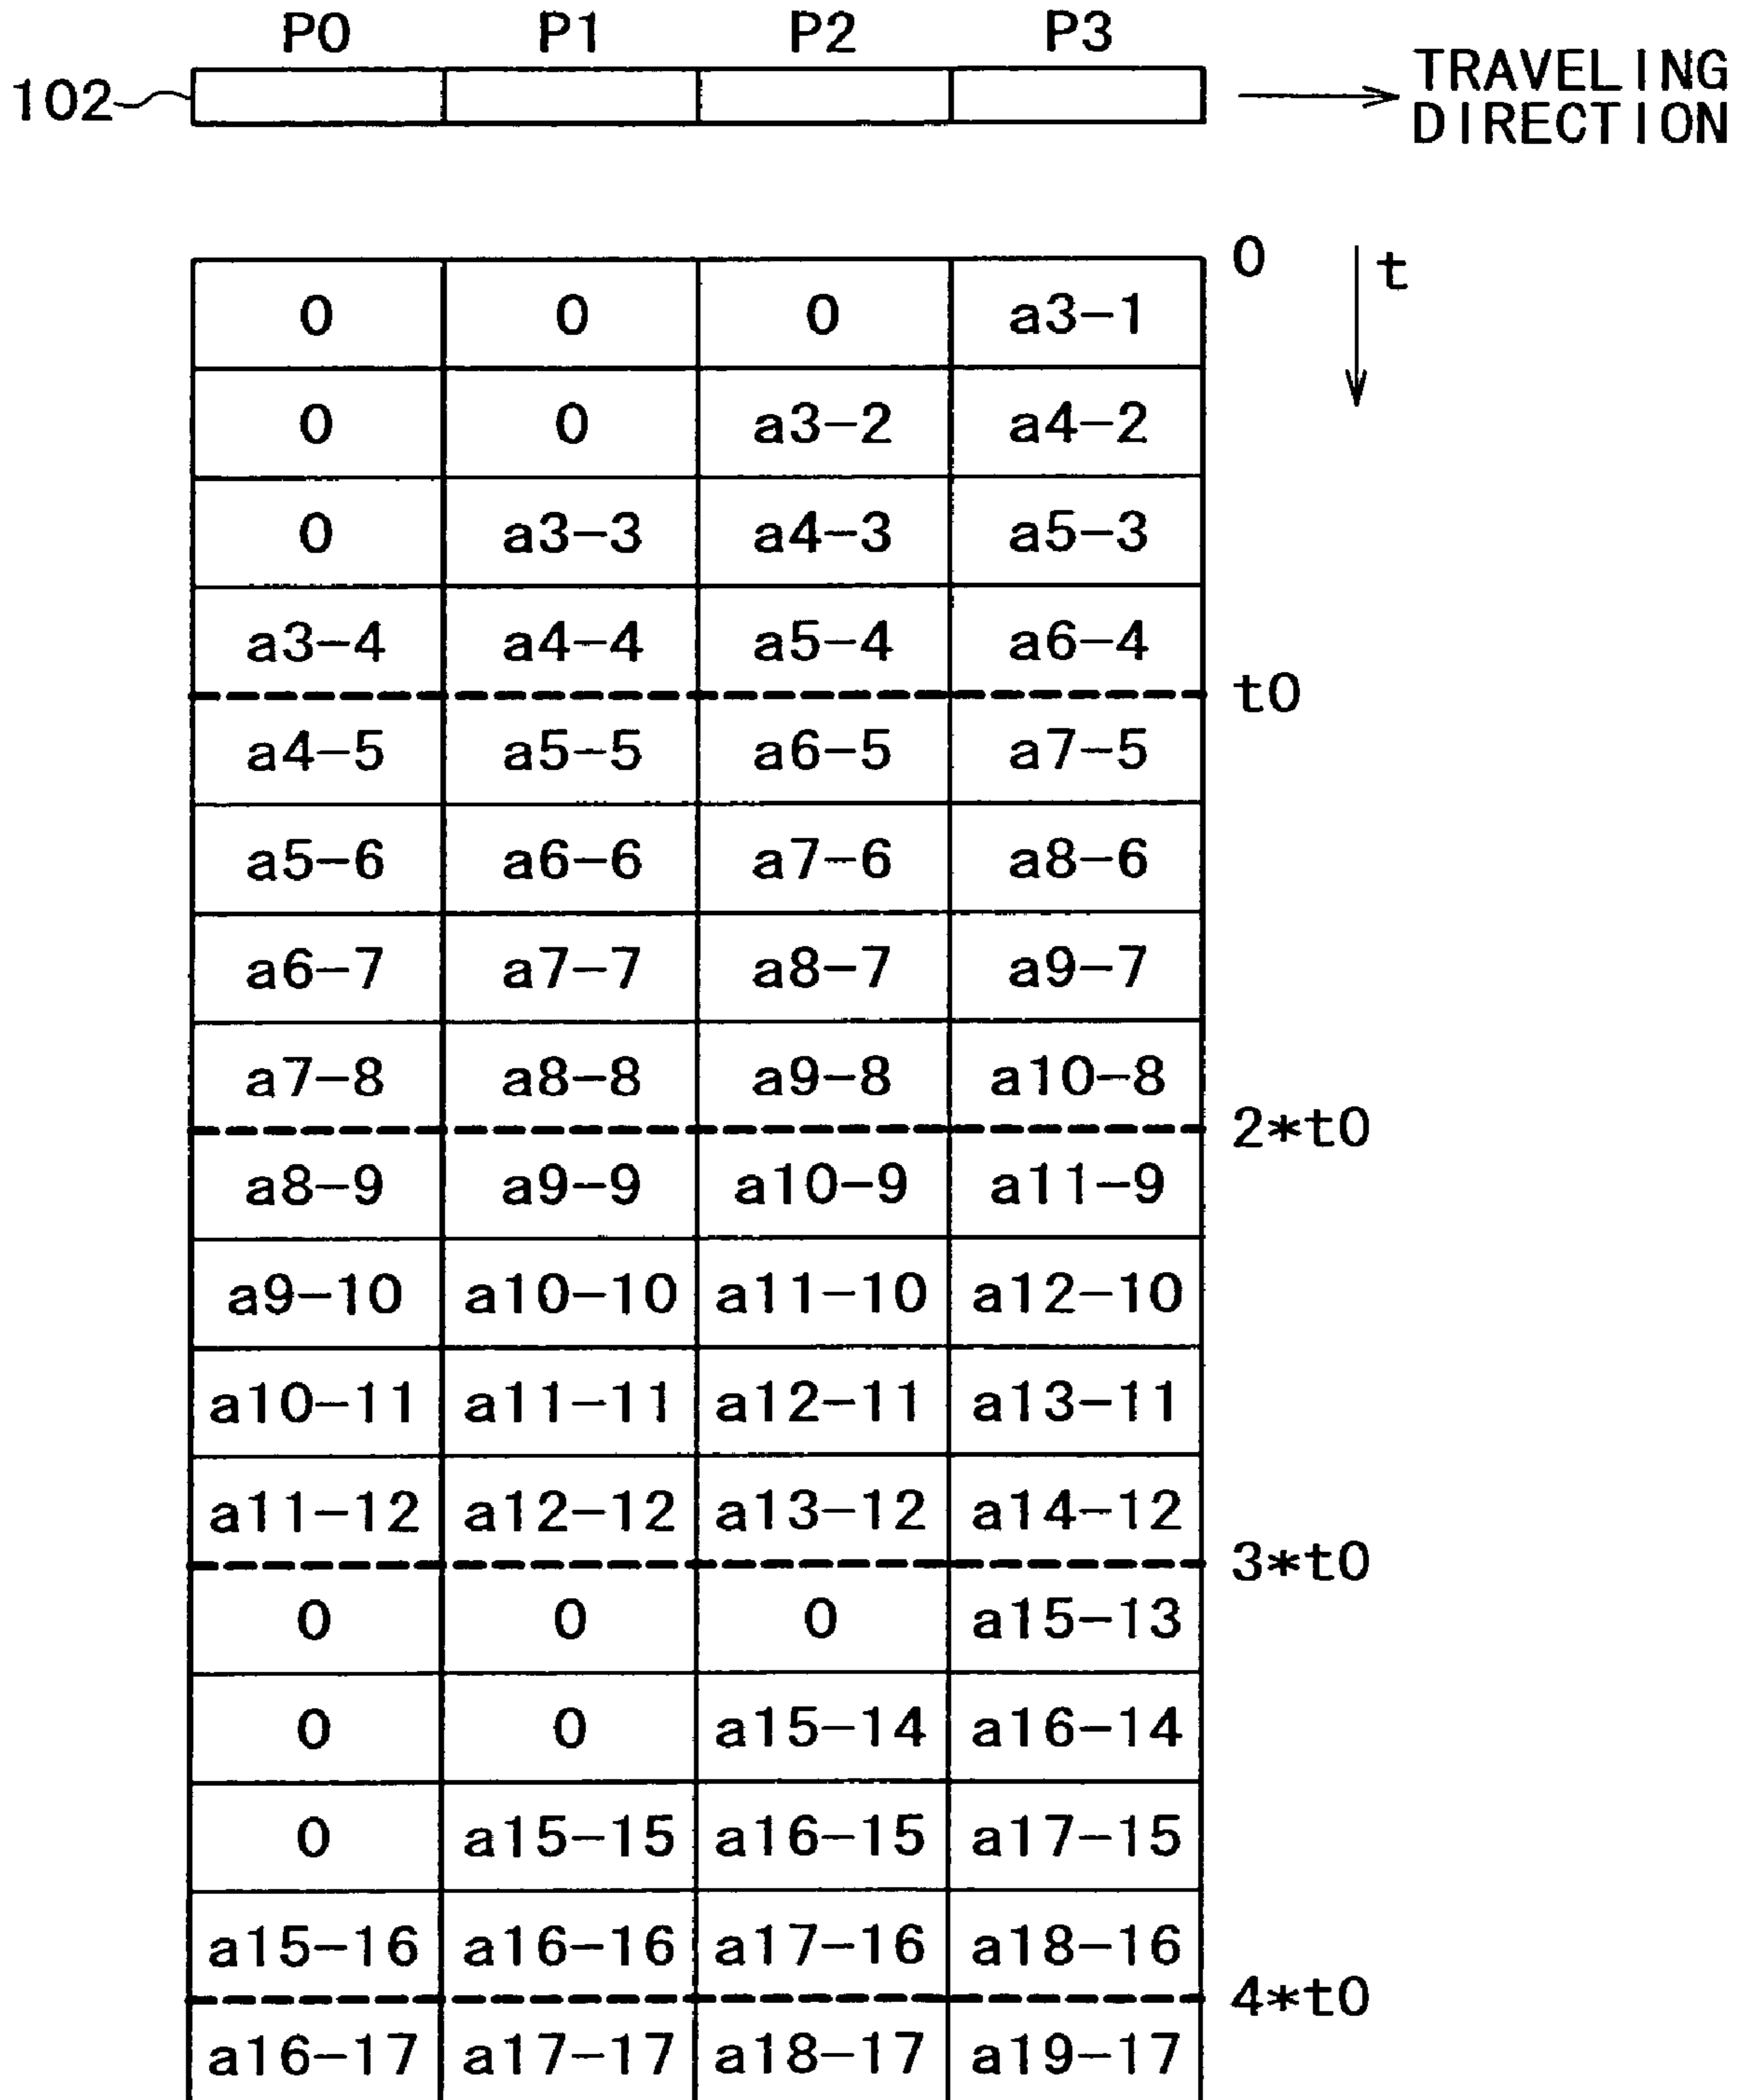 P0 P1 P2 P3
102
TRAVELING
DIRECTION
0
t
0 0 0 a3-1
0 0 a3-2 a4-2
0 a3-3 a4-3 a5-3
a3-4 a4-4 a5-4 a6-4
t0
a4-5 a5-5 a6-5 a7-5
a5-6 a6-6 a7-6 a8-6
a6-7 a7-7 a8-7 a9-7
a7-8 a8-8 a9-8 a10-8
2*t0
a8-9 a9-9 a10-9 a11-9
a9-10 a10-10 a11-10 a12-10
a10-11 a11-11 a12-11 a13-11
a11-12 a12-12 a13-12 a14-12
3*t0
0 0 0 a15-13
0 0 a15-14 a16-14
0 a15-15 a16-15 a17-15
a15-16 a16-16 a17-16 a18-16
4*t0
a16-17 a17-17 a18-17 a19-17